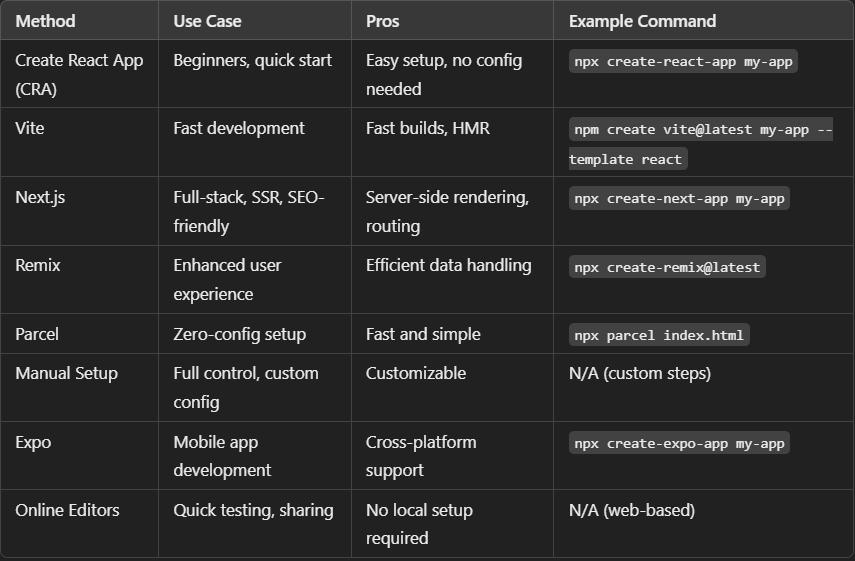 Method Use Case Pros Example Command
Create React App Beginners, quick start Easy setup, no config npx create-react-app my-app
(CRA) needed
Vite Fast development Fast builds, HMR npm create vite@latest my-app --
template react
Next.js Full-stack, SSR, SEO- Server-side rendering, npx create-next-app my-app
friendly routing
Remix Enhanced user Efficient data handling npx create-remix@latest
experience
Parcel Zero-config setup Fast and simple npx parcel index.html
Manual Setup Full control, custom Customizable N/A (custom steps)
config
Expo Mobile app Cross-platform npx create-expo-app my-app
development support
Online Editors Quick testing, sharing No local setup N/A (web-based)
required